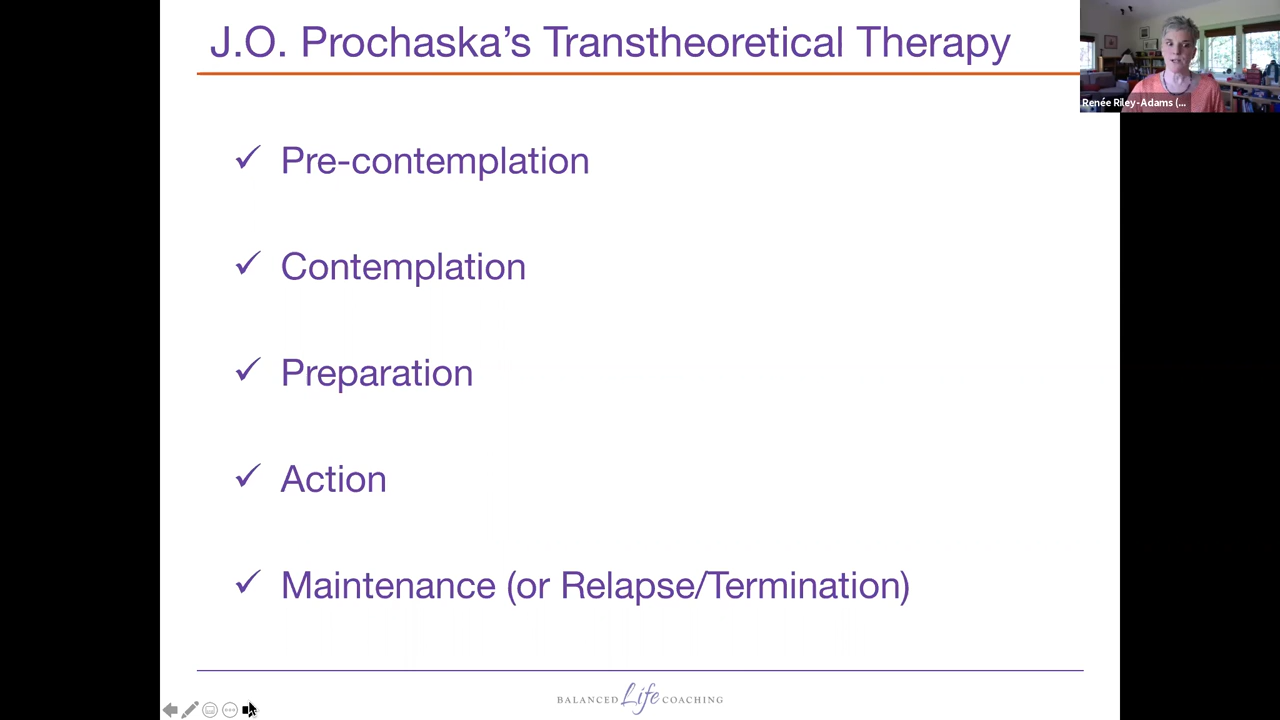 J.O. Prochaska’s Transtheoretical Therapy
Renée Riley-Adams (...
✓ Pre-contemplation
✓ Contemplation
✓ Preparation
✓ Action
✓ Maintenance (or Relapse/Termination)
BALANCED Life COACHING